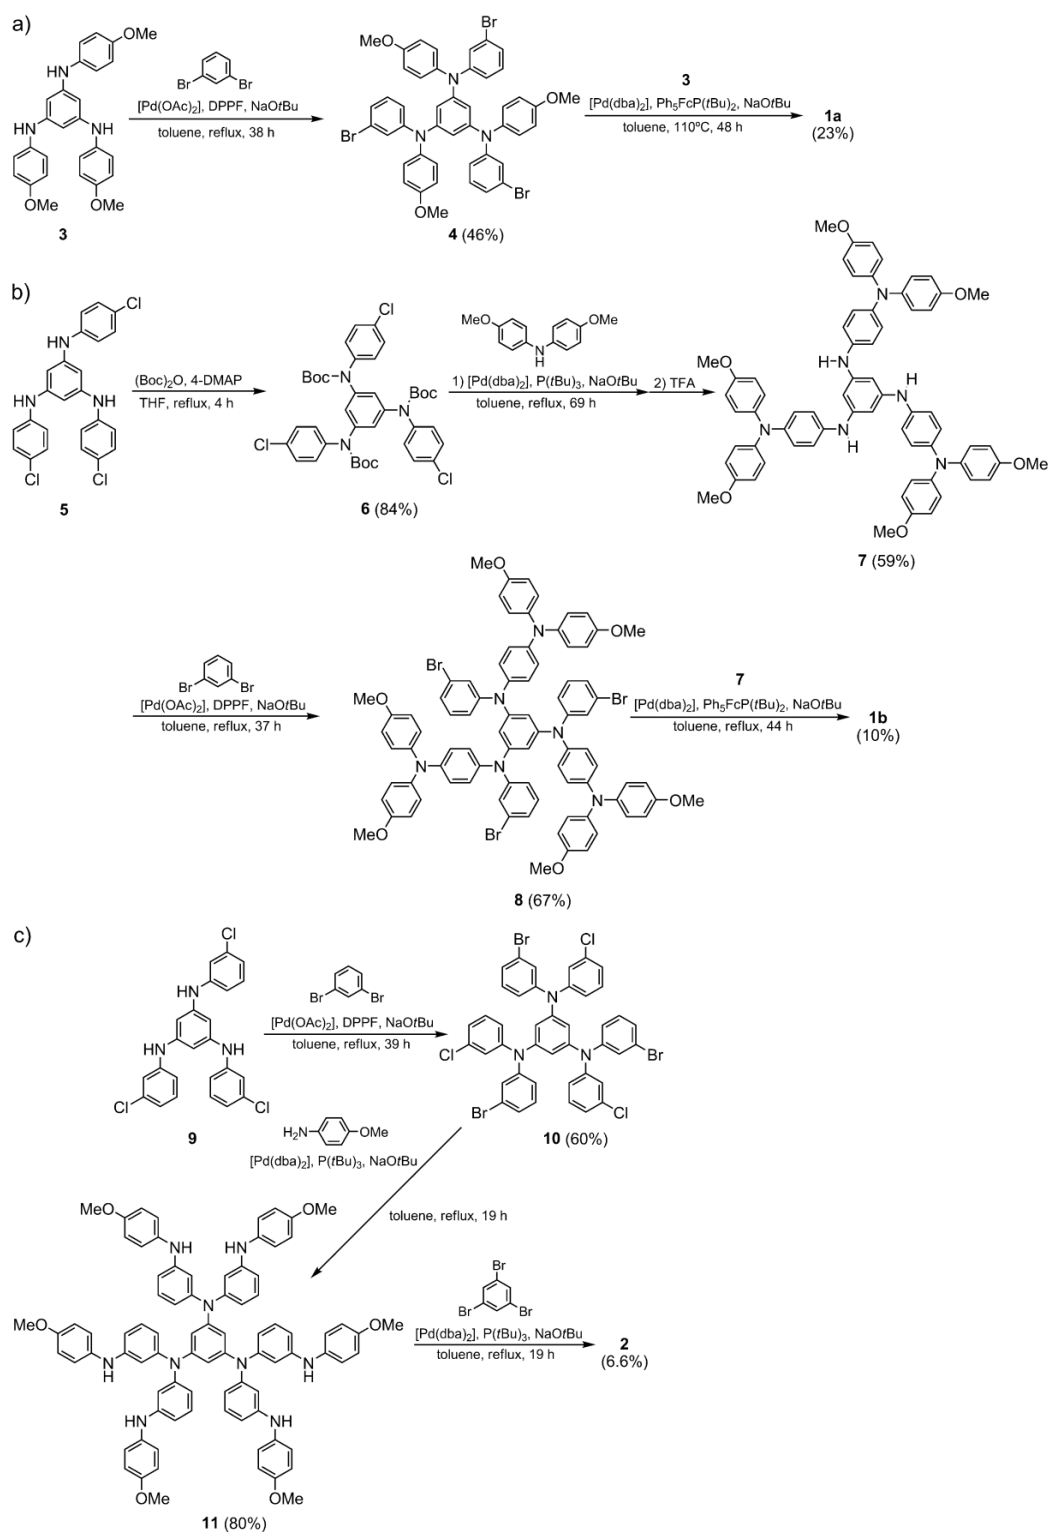 a)
OMe
HN
Br Br
HN
HN
OMe
OMe
3
[Pd(OAc)2], DPPF, NaOtBu
toluene, reflux, 38 h
Br
MeO
N
OMe
Br
N
N
Br
OMe
4 (46%)
3
[Pd(dba)2], Ph5FcP(tBu)2, NaOtBu
toluene, 110ºC, 48 h
1a
(23%)
b)
Cl
HN
HN
HN
Cl
Cl
5
(Boc)2O, 4-DMAP
THF, reflux, 4 h
Cl
Boc N
Boc
N
Cl
N
Boc
Cl
6 (84%)
MeO OMe
N
H
1) [Pd(dba)2], P(tBu)3, NaOtBu
toluene, reflux, 69 h
2) TFA
MeO
N
OMe
H-N
MeO
H
N
N
N
H
N
OMe
MeO
MeO
7 (59%)
Br Br
[Pd(OAc)2], DPPF, NaOtBu
toluene, reflux, 37 h
MeO
N
OMe
Br
MeO
N
Br
N
N
N
Br
N
OMe
MeO
MeO
8 (67%)
7
[Pd(dba)2], Ph5FcP(tBu)2, NaOtBu
toluene, reflux, 44 h
1b
(10%)
c)
Cl
HN
HN
HN
Cl
Cl
9
Br Br
[Pd(OAc)2], DPPF, NaOtBu
toluene, reflux, 39 h
Br Cl
N
Cl
N
N
Br
Br
Cl
10 (60%)
H2N
OMe
[Pd(dba)2], P(tBu)3, NaOtBu
toluene, reflux, 19 h
MeO
OMe
NH
HN
N
MeO
OMe
N
H
N
N
N
H
HN
NH
OMe
OMe
11 (80%)
Br
Br Br
[Pd(dba)2], P(tBu)3, NaOtBu
toluene, reflux, 19 h
2
(6.6%)